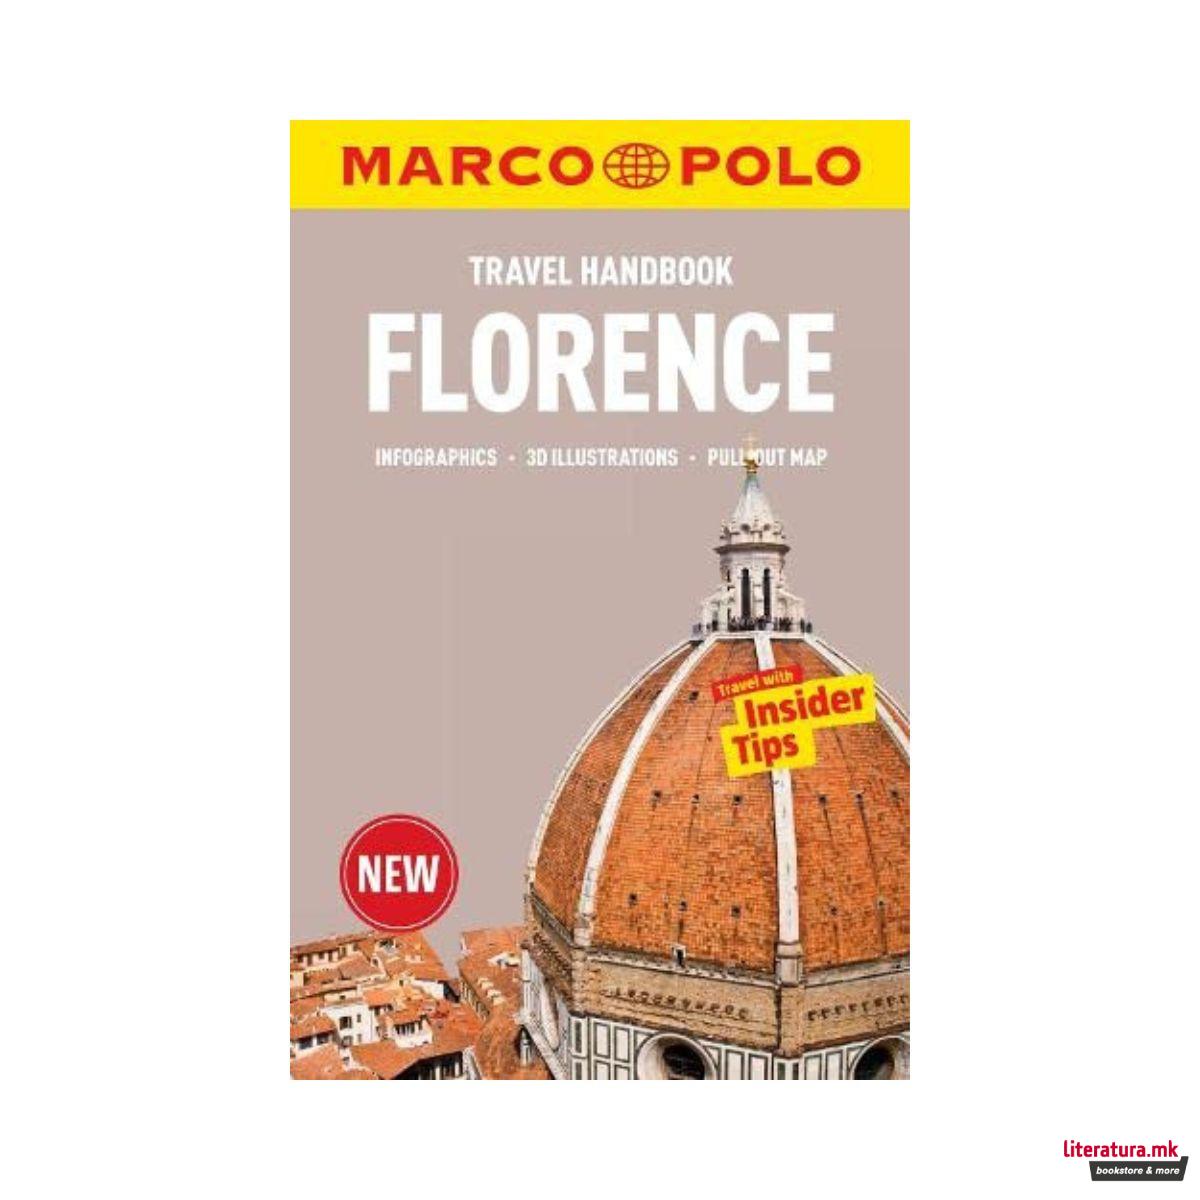 MARCO POLO
TRAVEL HANDBOOK
FLORENCE
INFOGRAPHICS • 3D ILLUSTRATIONS • PULL-OUT MAP
Travel with
Insider
Tips
NEW
literatura.mk
bookstore & more